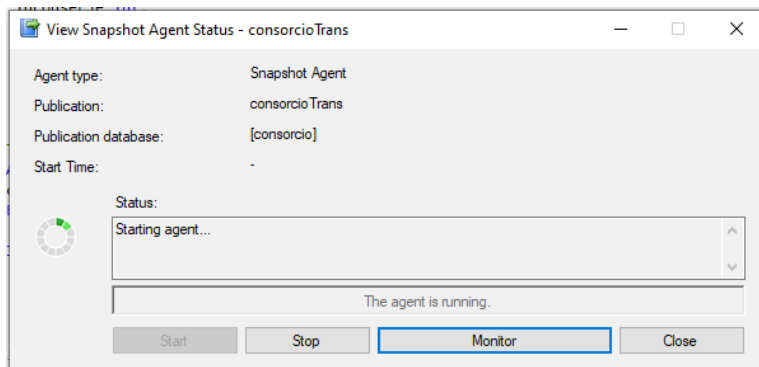 View Snapshot Agent Status - consorcioTrans
Agent type: Snapshot Agent
Publication: consorcioTrans
Publication database: [consorcio]
Start Time: -
Status:
Starting agent...
The agent is running.
Start Stop Monitor Close